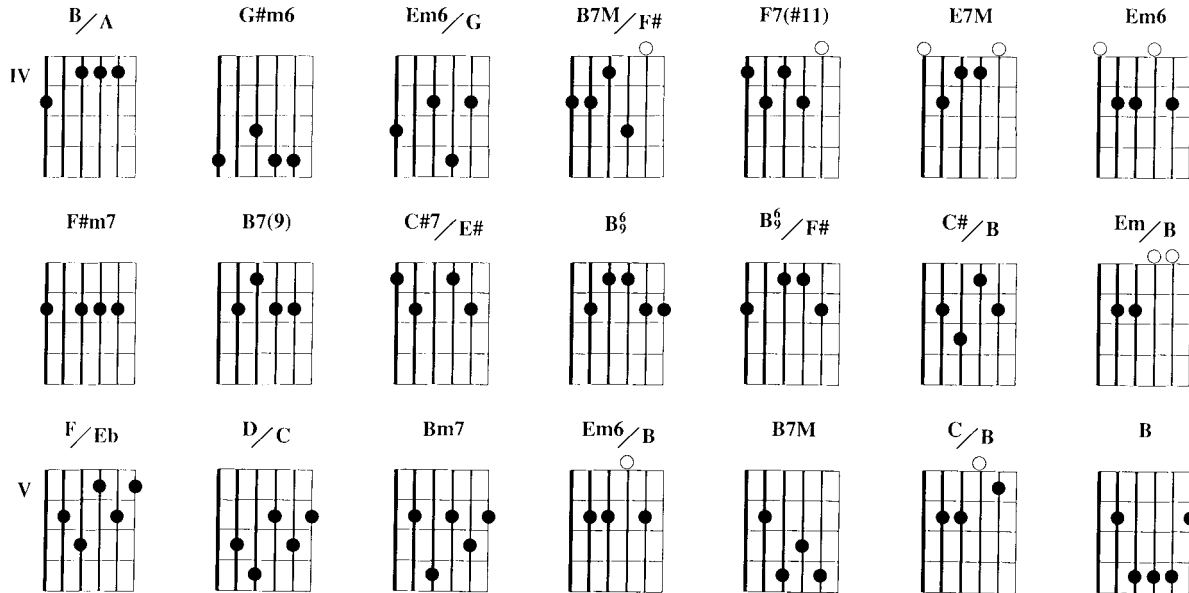 B/A G#m6 Em6/G B7M/F# F7(#11) E7M Em6
IV
F#m7 B7(9) C#7/E# B6/9 B6/9/F# C#/B Em/B
F/Eb D/C Bm7 Em6/B B7M C/B B
V